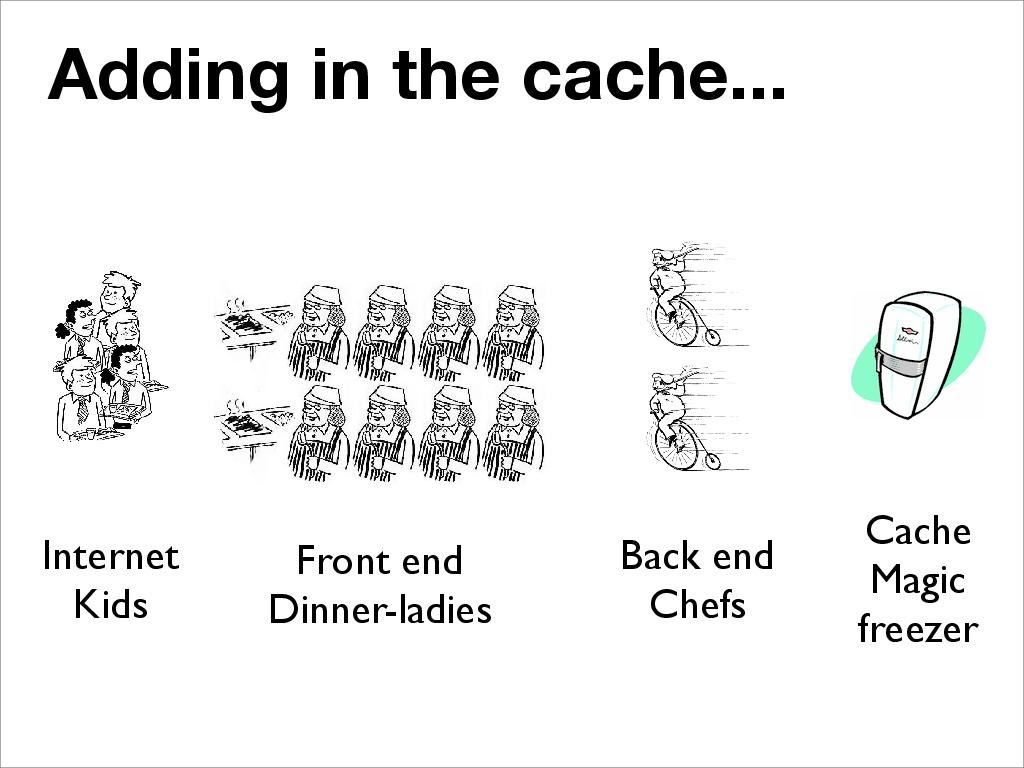 Adding in the cache...
Internet
Kids
Front end
Dinner-ladies
Back end
Chefs
Cache
Magic
freezer